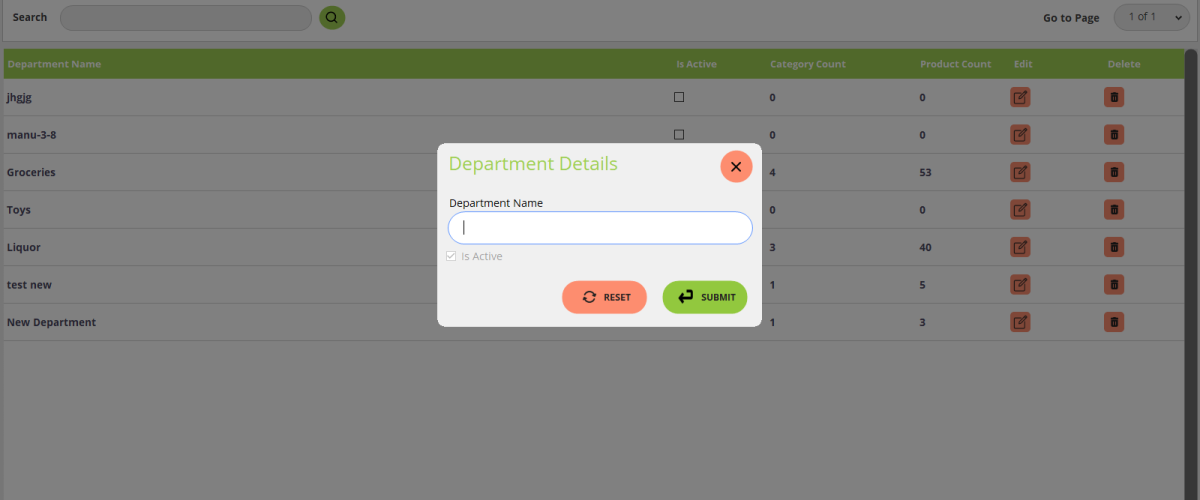 Search Go to Page 1 of 1
Department Name Is Active Category Count Product Count Edit Delete
jhgjg 0 0
manu-3-8 0 0
Groceries 4 53
Toys 0 0
Liquor 3 40
test new 1 5
New Department 1 3
Department Details
Department Name
Is Active
RESET SUBMIT